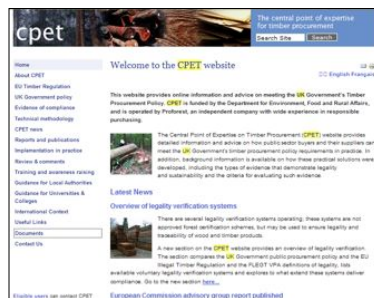 cpet
The central point of expertise
for timber procurement
Search Site
Search
Home
About CPET
EU Timber Regulation
UK Government policy
Evidence of compliance
Technical methodology
CPET news
Reports and publications
Implementation in practice
Review & comments
Training and awareness raising
Guidance for Local Authorities
Guidance for Universities &
Colleges
International Context
Useful Links
Documents
Contact Us
Eligible users can contact CPET
Welcome to the CPET website
English Français
This website provides online information and advice on meeting the UK Government's Timber
Procurement Policy. CPET is funded by the Department for Environment, Food and Rural Affairs,
and is operated by Proforest, an independent company with wide experience in responsible
purchasing.
The Central Point of Expertise on Timber Procurement (CPET) website provides
detailed information and advice on how public sector buyers and their suppliers can
meet the UK Government's timber policy requirements in practice. In
addition, background information is available on how these practical solutions were
developed, including the types of evidence that demonstrate legality
and sustainability and the criteria for evaluating such evidence.
Latest News
Overview of legality verification systems
There are several legality verification systems operating; these systems are not
approved forest certification schemes, but may be used to ensure legality and
traceability of wood and timber products.
A new section on the CPET website provides an overview of legality verification.
The section compares the UK Government public procurement policy and the EU
Illegal Timber Regulation and the FLEGT VPA definitions of legality, lists
available voluntary legality verification systems and explores to what extend these systems deliver
compliance. Go to the new section here...
European Commission advisory group report published